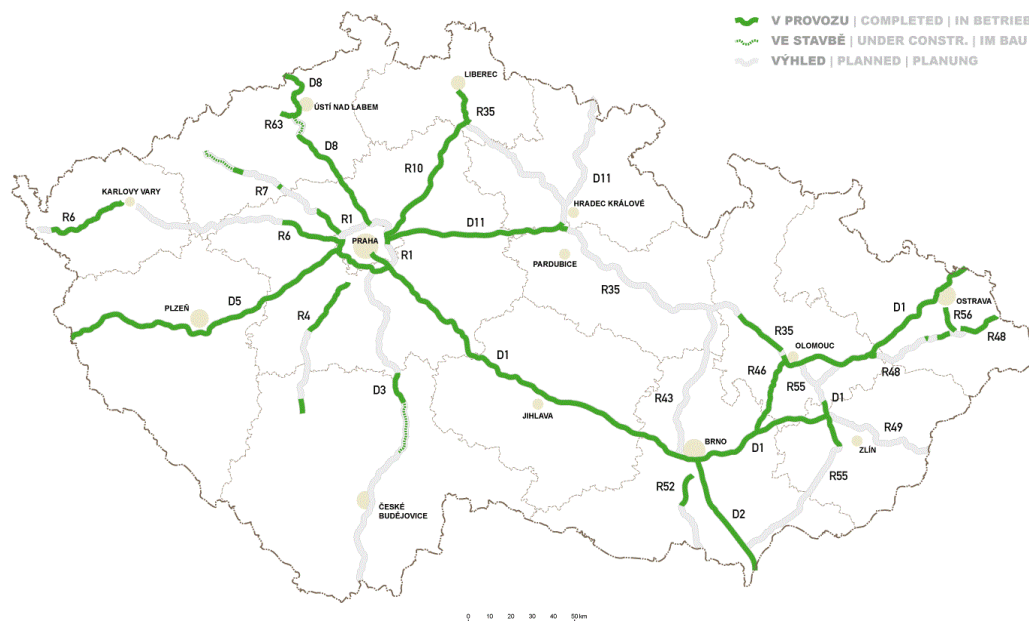 V PROVOZU | COMPLETED | IN BETRIEB
VE STAVBĚ | UNDER CONSTR. | IM BAU
VÝHLED | PLANNED | PLANUNG
D8
LIBEREC
ÚSTÍ NAD LABEM
R35
R63
D8
R10
D11
R7
KARLOVY VARY
R6
HRADEC KRÁLOVÉ
R1
D11
R6
PRAHA
R1
PARDUBICE
R35
D5
PLZEŇ
R4
D1
OSTRAVA
R56
R35
R48
OLOMOUC
D1
R46
R48
R55
D3
R43
D1
JIHLAVA
R49
BRNO
D1
ZLÍN
R55
R52
ČESKÉ
BUDĚJOVICE
D2
0 10 20 30 40 50km